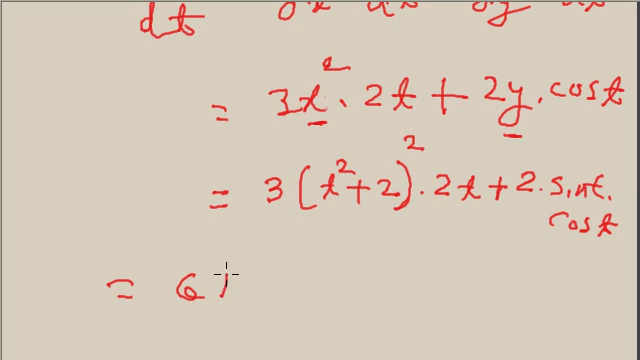 dt
= 3x². 2t + 2y. cost
= 3(t²+2)². 2t + 2. sint. cost
= 6